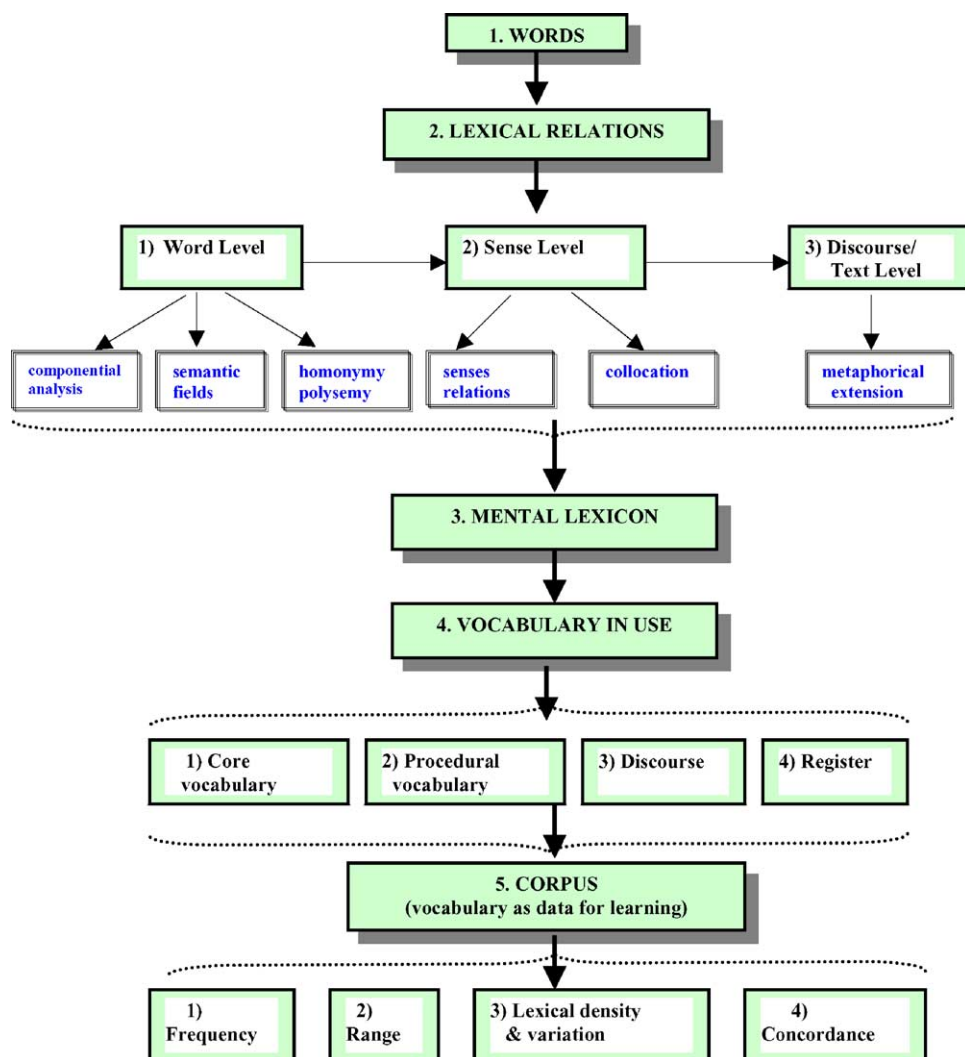 1. WORDS
2. LEXICAL RELATIONS
1) Word Level
2) Sense Level
3) Discourse/
Text Level
componential
analysis
semantic
fields
homonymy
polysemy
senses
relations
collocation
metaphorical
extension
3. MENTAL LEXICON
4. VOCABULARY IN USE
1) Core
vocabulary
2) Procedural
vocabulary
3) Discourse
4) Register
5. CORPUS
(vocabulary as data for learning)
1)
Frequency
2)
Range
3) Lexical density
& variation
4)
Concordance